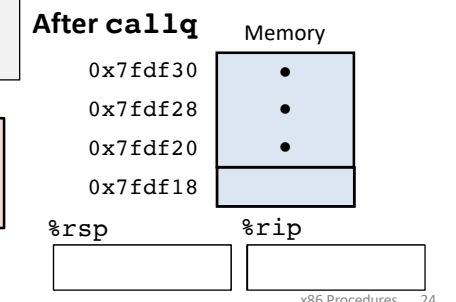 After callq
Memory
0x7fdf30 •
0x7fdf28 •
0x7fdf20 •
0x7fdf18
%rsp %rip
x86 Procedures 24